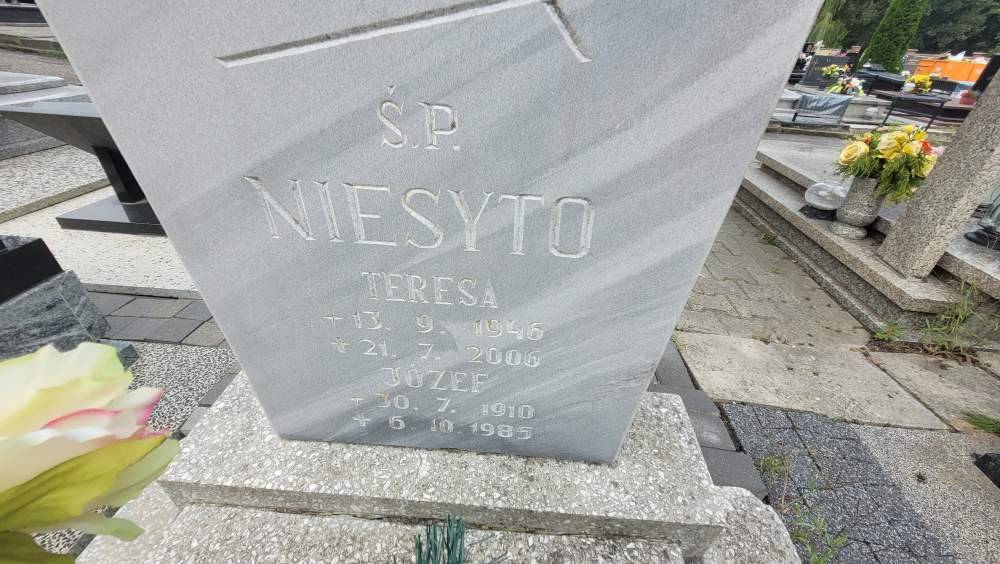 Ś.P.
NIESYTO
TERESA
* 13. 9. 1946
+ 21. 7. 2006
JÓZEF
* 30. 7. 1910
+ 6. 10. 1985